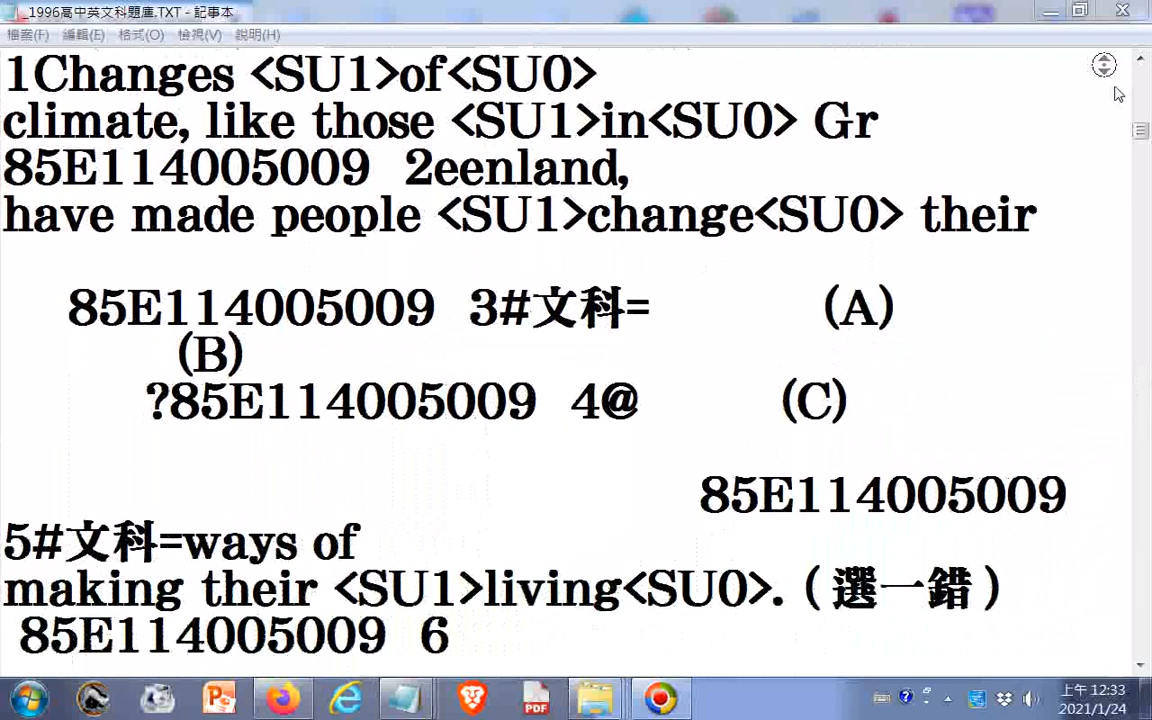 _1996高中英文科題庫.TXT - 記事本
檔案(F) 編輯(E) 格式(O) 檢視(V) 說明(H)
1Changes <SU1>of<SU0>
climate, like those <SU1>in<SU0> Gr
85E114005009 2eenland,
have made people <SU1>change<SU0> their
85E114005009 3#文科= (A)
(B)
?85E114005009 4@ (C)
85E114005009
5#文科=ways of
making their <SU1>living<SU0>. (選一錯)
85E114005009 6
PDF
上午 12:33
2021/1/24